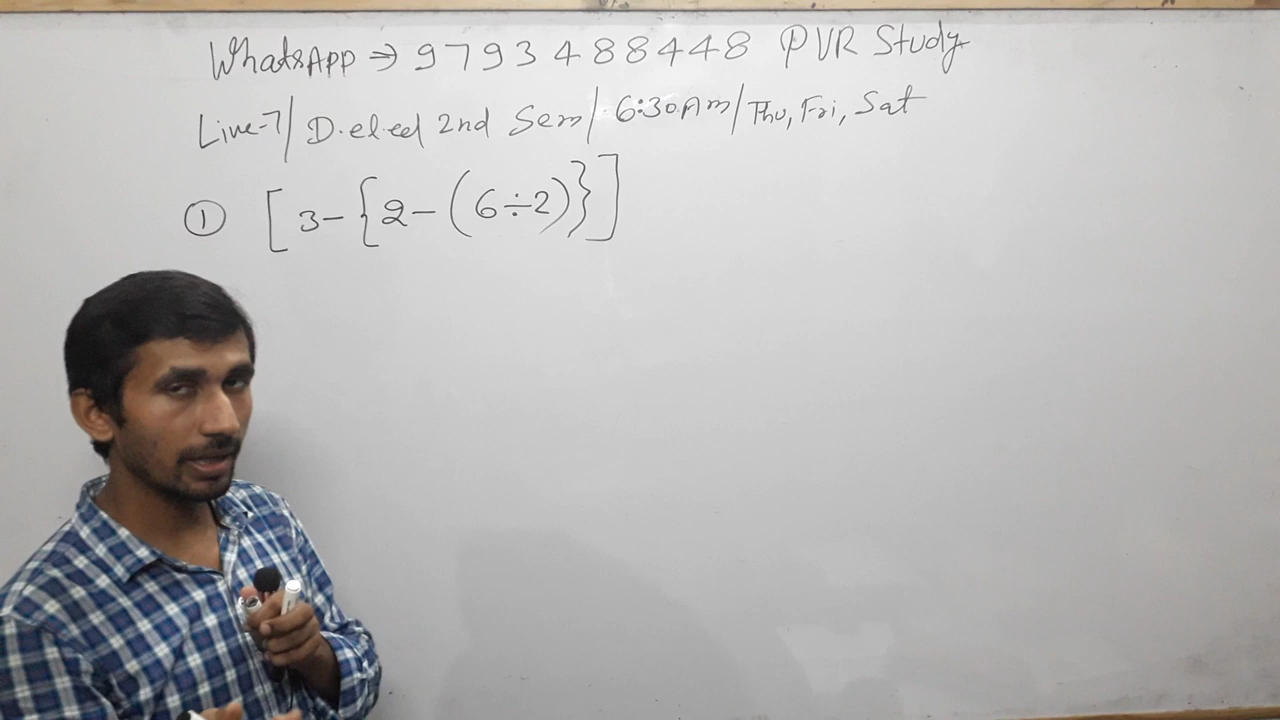 WhatsApp ⇒ 9793488448 PVR Study
Live-7/ D.el.ed 2nd Sem/ 6:30AM/Thu, Fri, Sat
① [3-{2-(6÷2)}]